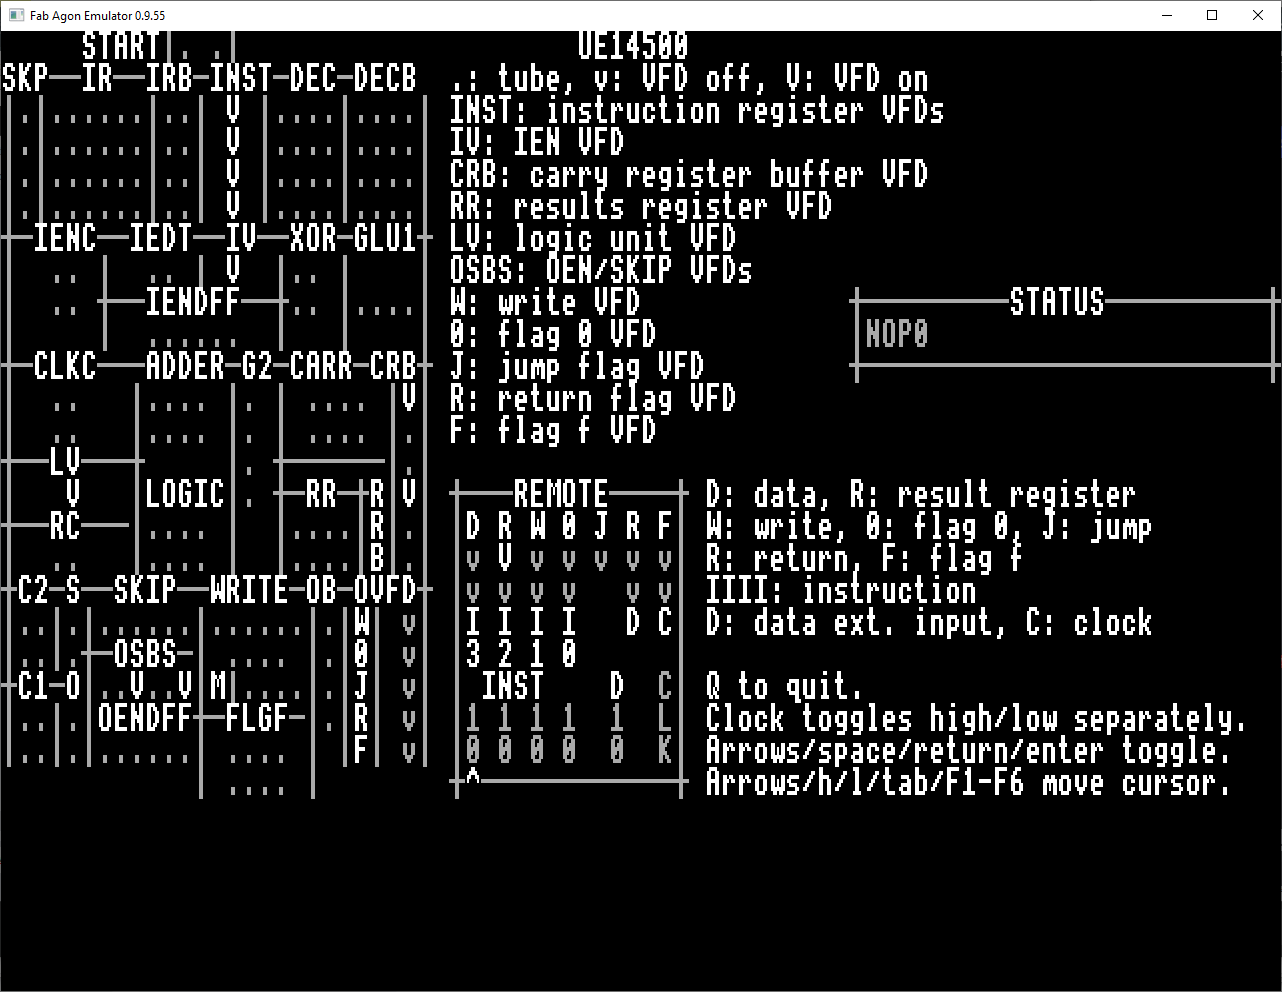 Fab Agon Emulator 0.9.55
START|. .| UE14500
SKP IR IRB INST DEC DECB .: tube, v: VFD off, V: VFD on
|.|......|..| V |....|....| INST: instruction register VFDs
|.|......|..| V |....|....| IV: IEN VFD
|.|......|..| V |....|....| CRB: carry register buffer VFD
|.|......|..| V |....|....| RR: results register VFD
IENC IEDT IV XOR GLU1 LV: logic unit VFD
| .. | .. | V |.. | | OSBS: OEN/SKIP VFDs
| .. IENDFF .. |....| W: write VFD STATUS
| ...... | 0: flag 0 VFD NOP0
CLKC ADDER G2 CARR CRB J: jump flag VFD
| .. |....|. | .... |V| R: return flag VFD
| .. |....|. | .... |.| F: flag f VFD
LV . .
V LOGIC . RR R V REMOTE D: data, R: result register
RC .... .... R . D R W 0 J R F W: write, 0: flag 0, J: jump
.. .... .... B . v V v v v v v R: return, F: flag f
C2 S SKIP WRITE OB OVFD v v v v v v IIII: instruction
|..|.|......|......|.|W| v I I I I D C D: data ext. input, C: clock
|..|. OSBS .... |.|0| v 3 2 1 0
C1 O ..V..V M|....|.|J| v INST D C Q to quit.
|..|.|OENDFF FLGF .|R| v 1 1 1 1 1 L Clock toggles high/low separately.
|..|.|......| .... | |F| v 0 0 0 0 0 K Arrows/space/return/enter toggle.
| .... | ^ Arrows/h/l/tab/F1-F6 move cursor.